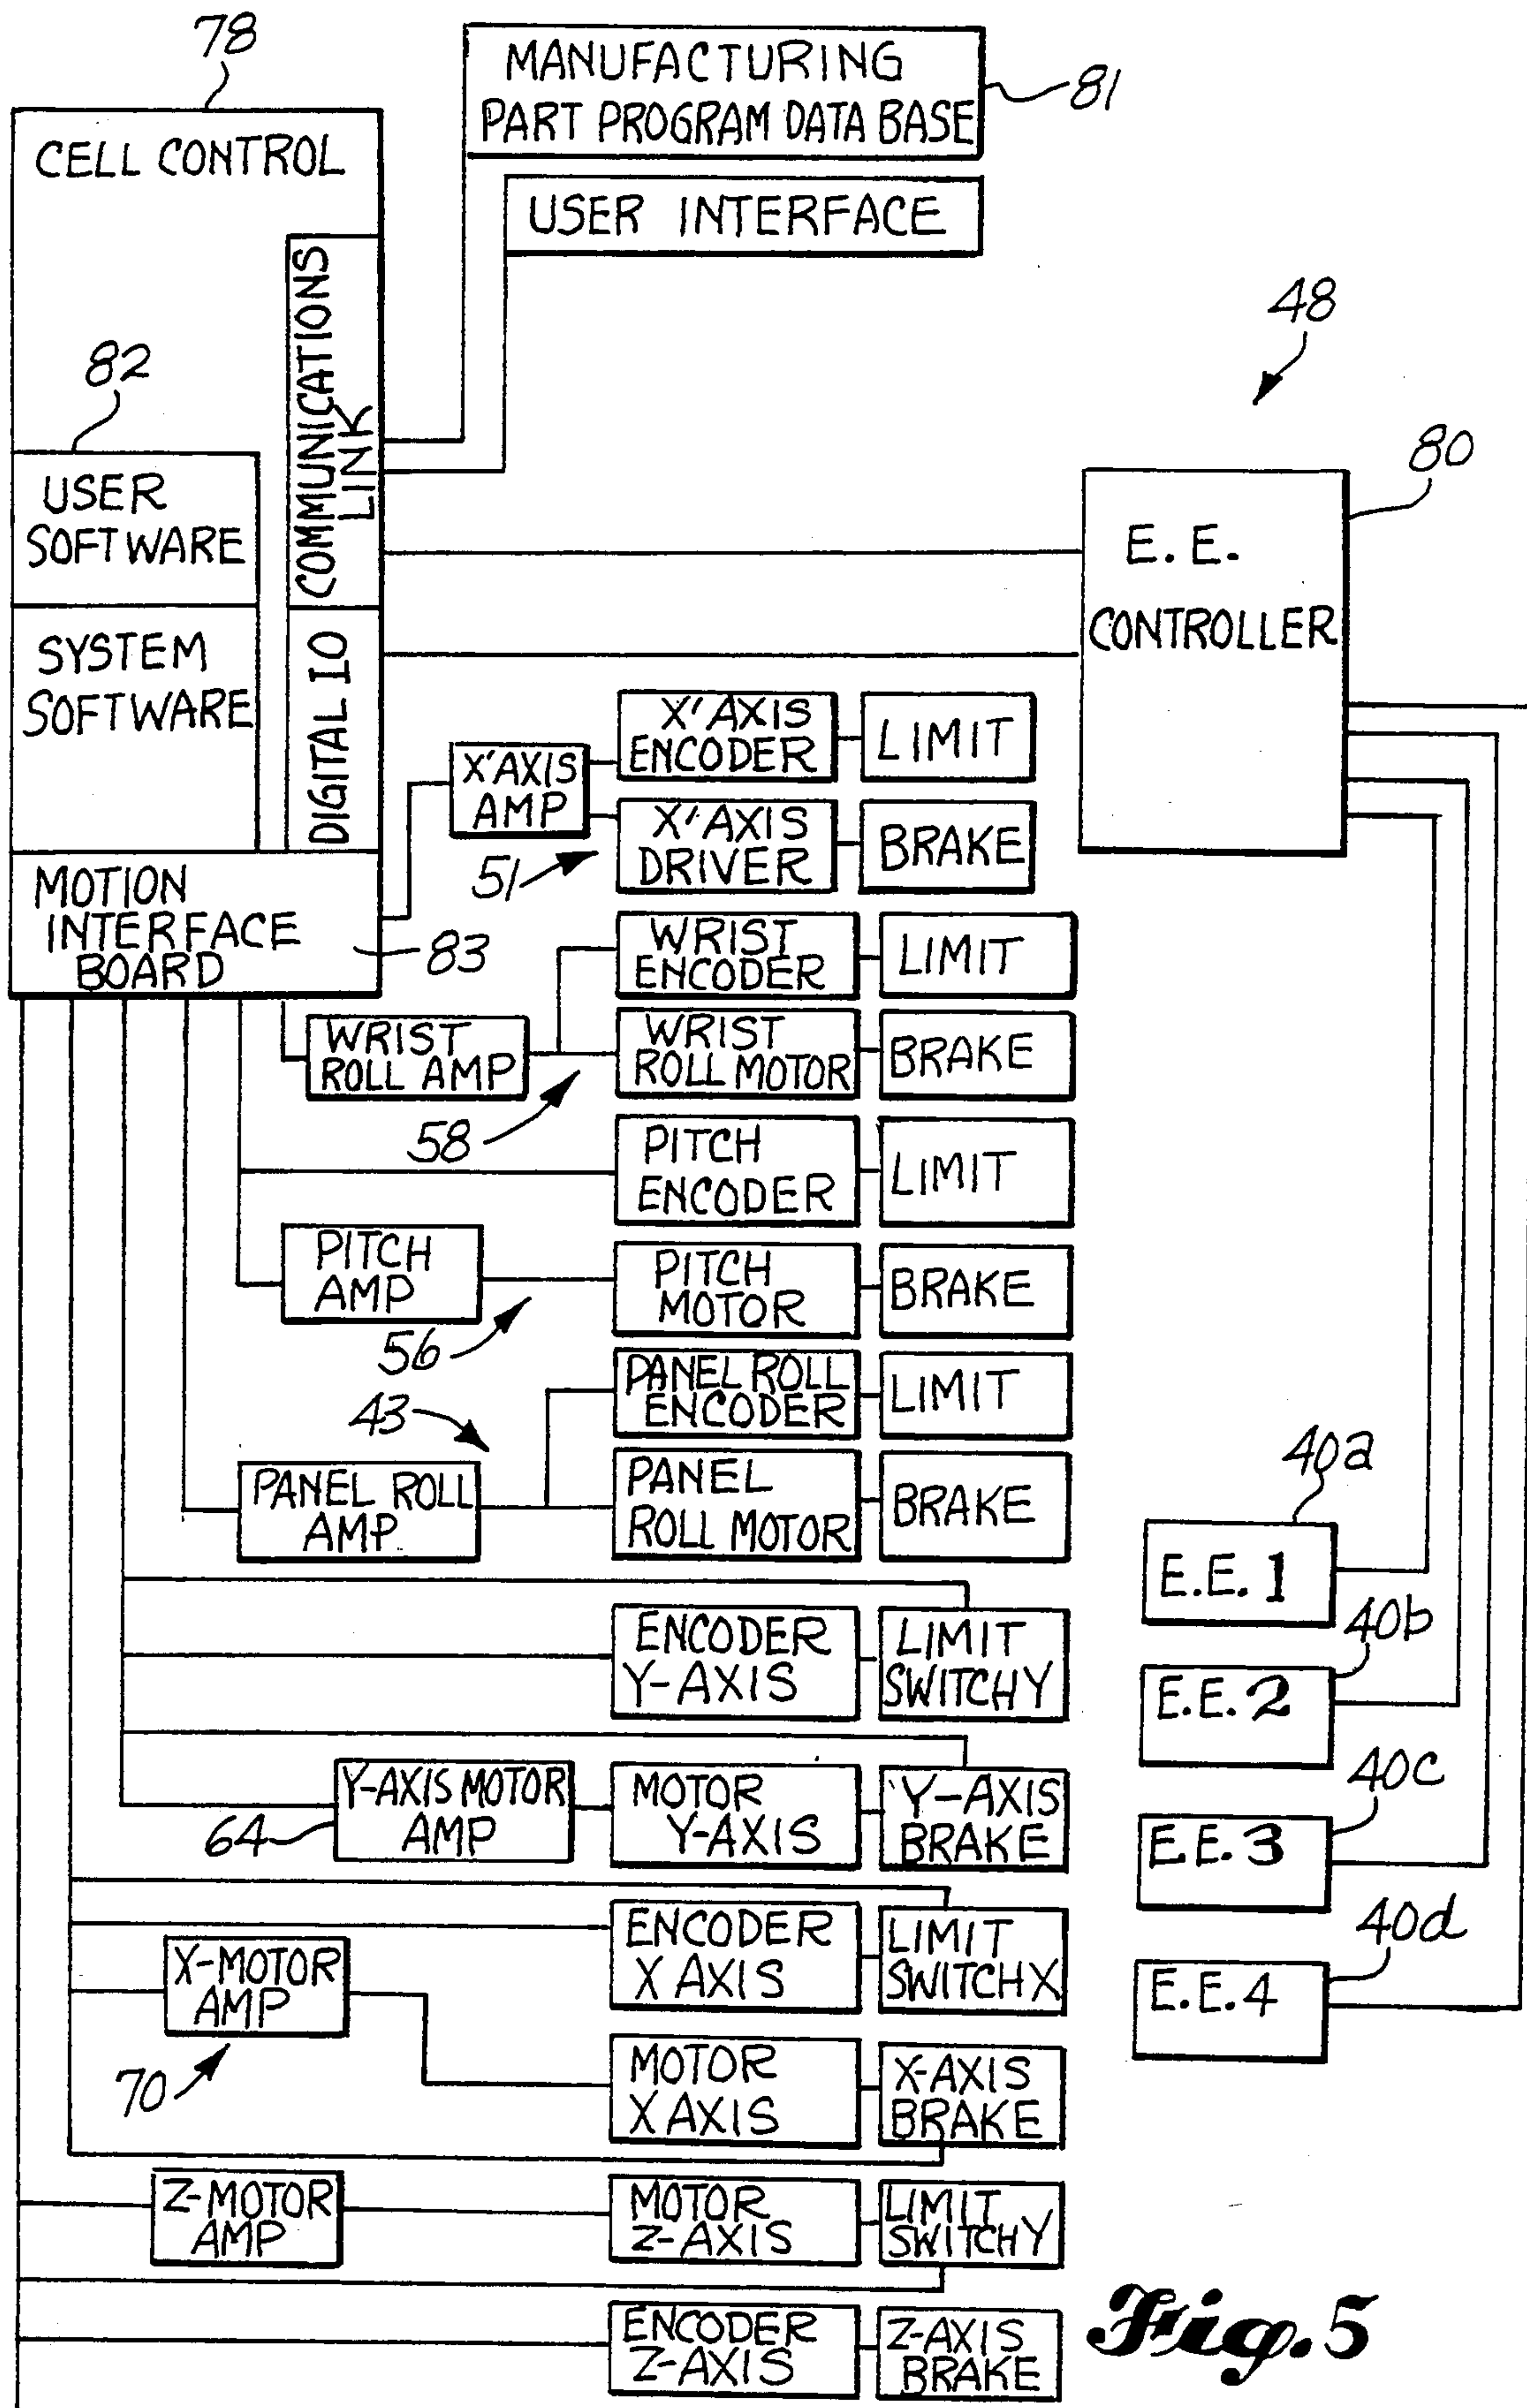 78
MANUFACTURING
PART PROGRAM DATA BASE
81
CELL CONTROL
USER INTERFACE
COMMUNICATIONS
LINK
48
82
USER
SOFTWARE
80
E. E.
CONTROLLER
SYSTEM
SOFTWARE
DIGITAL IO
X'AXIS
AMP
X'AXIS
ENCODER
LIMIT
51
X'AXIS
DRIVER
BRAKE
MOTION
INTERFACE
BOARD
83
WRIST
ENCODER
LIMIT
WRIST
ROLL AMP
WRIST
ROLL MOTOR
BRAKE
58
PITCH
ENCODER
LIMIT
PITCH
AMP
PITCH
MOTOR
BRAKE
56
43
PANEL ROLL
ENCODER
LIMIT
PANEL ROLL
AMP
PANEL
ROLL MOTOR
BRAKE
40a
E.E.1
ENCODER
Y-AXIS
LIMIT
SWITCHY
40b
E.E.2
Y-AXIS MOTOR
AMP
64
MOTOR
Y-AXIS
Y-AXIS
BRAKE
40c
E.E.3
ENCODER
X AXIS
LIMIT
SWITCHX
40d
E.E.4
X-MOTOR
AMP
70
MOTOR
X AXIS
X-AXIS
BRAKE
Z-MOTOR
AMP
MOTOR
Z-AXIS
LIMIT
SWITCHY
ENCODER
Z-AXIS
Z-AXIS
BRAKE
Fig. 5